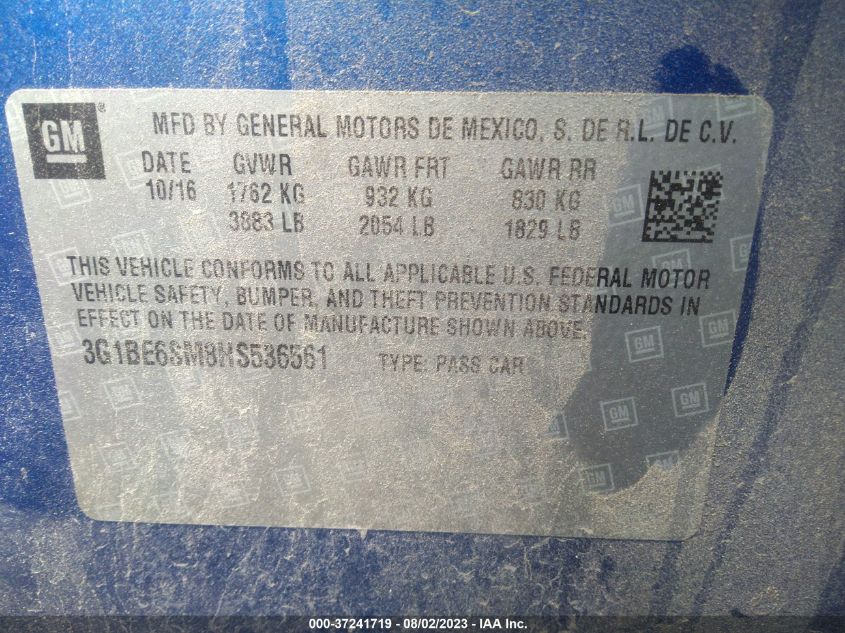 GM ®
MFD BY GENERAL MOTORS DE MEXICO, S. DE R.L. DE C.V.
DATE GVWR GAWR FRT GAWR RR
10/16 1762 KG 932 KG 830 KG
3883 LB 2054 LB 1829 LB
THIS VEHICLE CONFORMS TO ALL APPLICABLE U.S. FEDERAL MOTOR
VEHICLE SAFETY, BUMPER, AND THEFT PREVENTION STANDARDS IN
EFFECT ON THE DATE OF MANUFACTURE SHOWN ABOVE.
3G1BE6SM8HS536561 TYPE: PASS CAR
000-37241719 - 08/02/2023 - IAA Inc.